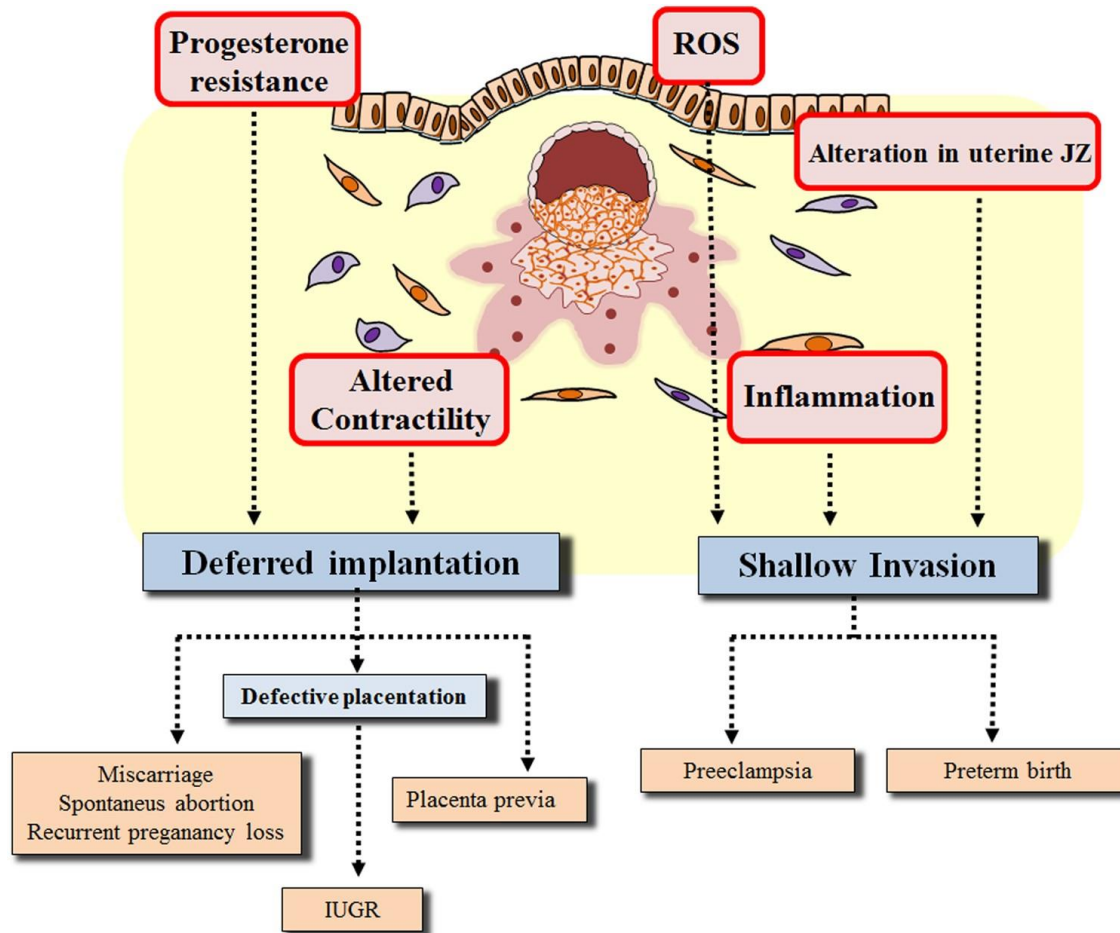 Progesterone
resistance
ROS
Alteration in uterine JZ
Altered
Contractility
Inflammation
Deferred implantation
Shallow Invasion
Defective placentation
Miscarriage
Spontaneus abortion
Recurrent preganancy loss
Placenta previa
Preeclampsia
Preterm birth
IUGR